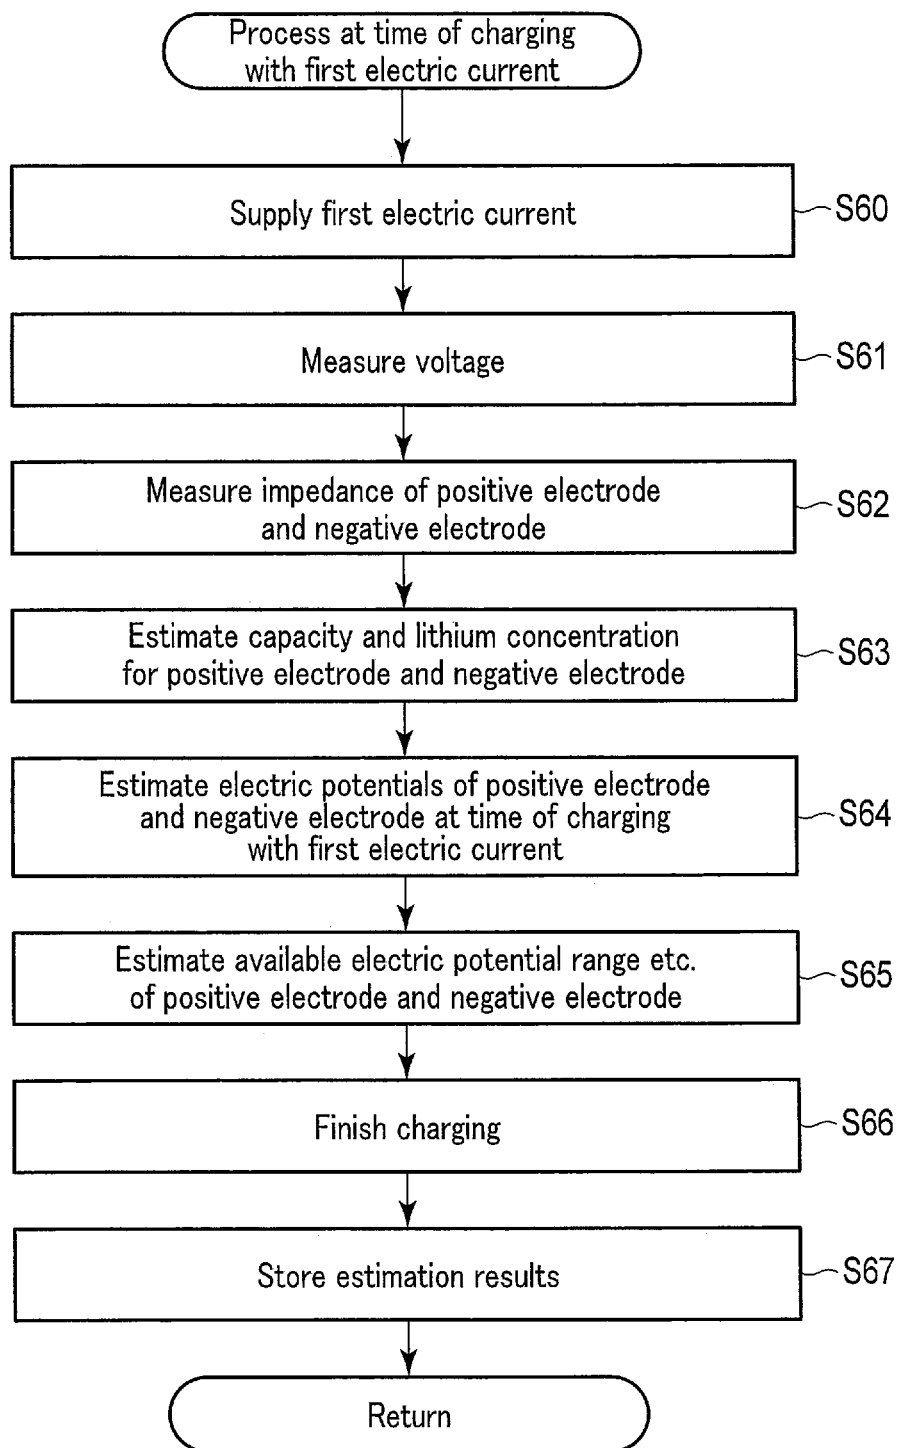 Process at time of charging
with first electric current
Supply first electric current
S60
Measure voltage
S61
Measure impedance of positive electrode
and negative electrode
S62
Estimate capacity and lithium concentration
for positive electrode and negative electrode
S63
Estimate electric potentials of positive electrode
and negative electrode at time of charging
with first electric current
S64
Estimate available electric potential range etc.
of positive electrode and negative electrode
S65
Finish charging
S66
Store estimation results
S67
Return